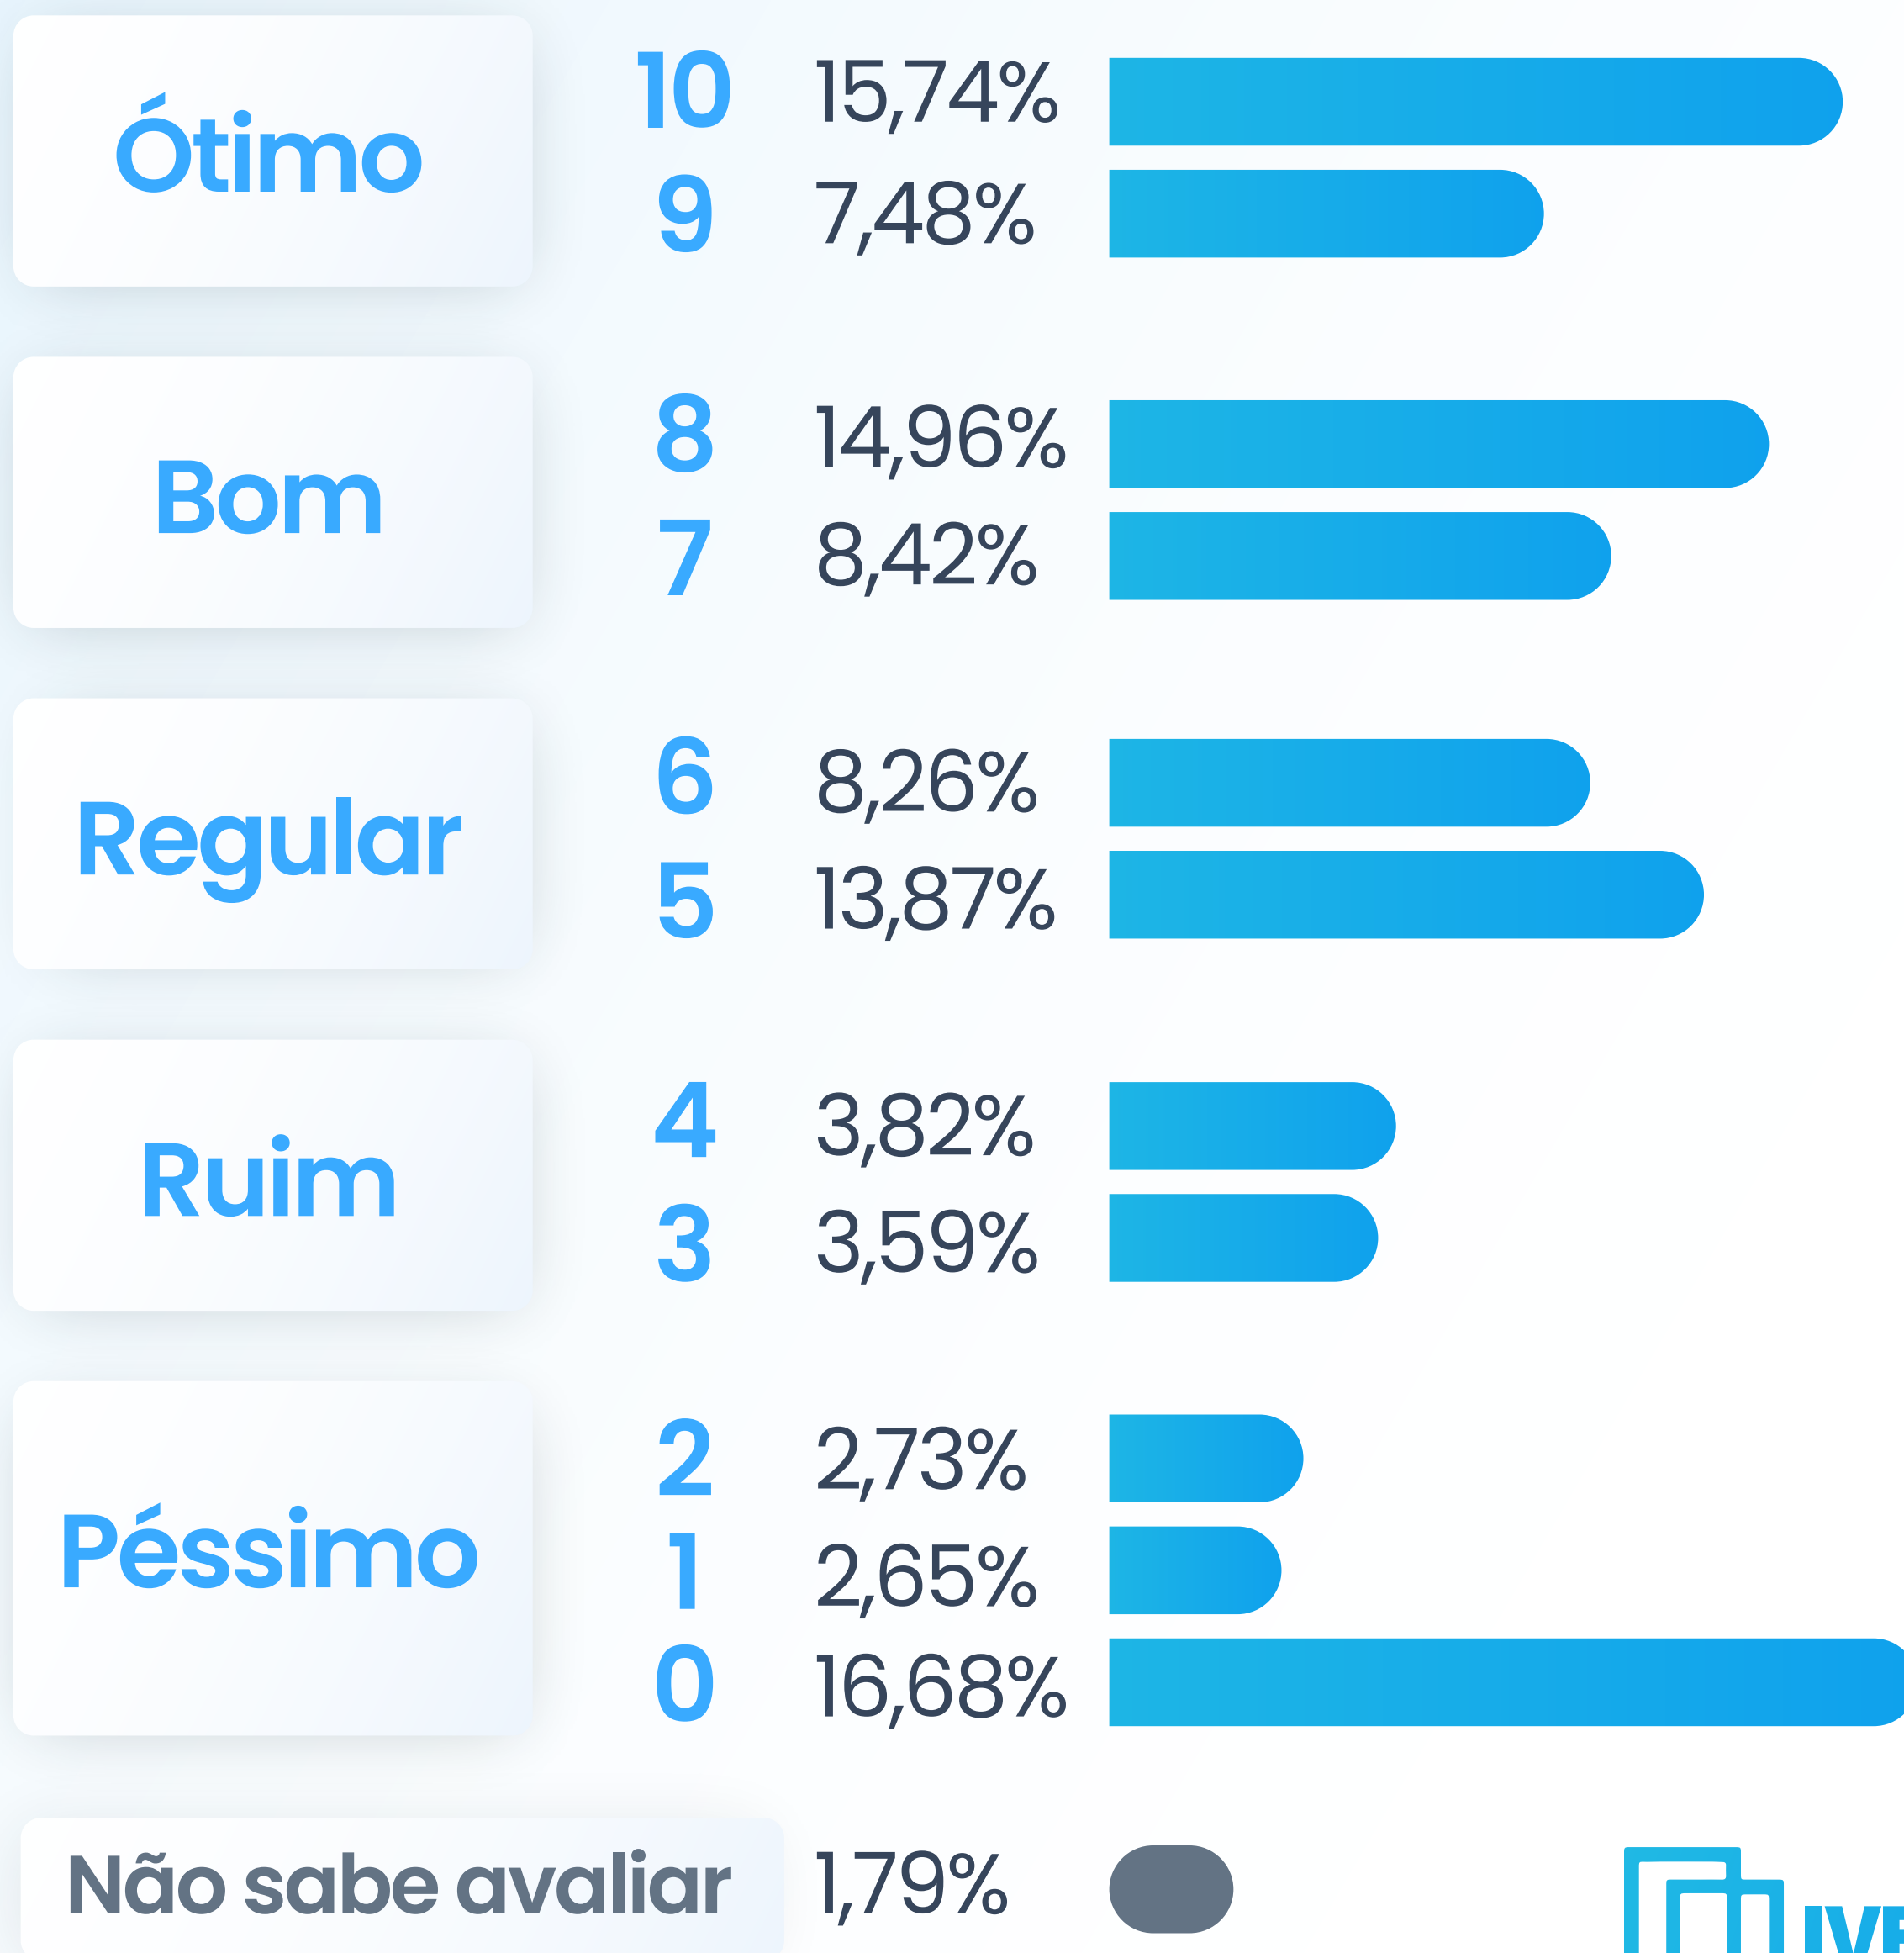 Ótimo
10 15,74%
9 7,48%
Bom
8 14,96%
7 8,42%
Regular
6 8,26%
5 13,87%
Ruim
4 3,82%
3 3,59%
Péssimo
2 2,73%
1 2,65%
0 16,68%
Não sabe avaliar 1,79%